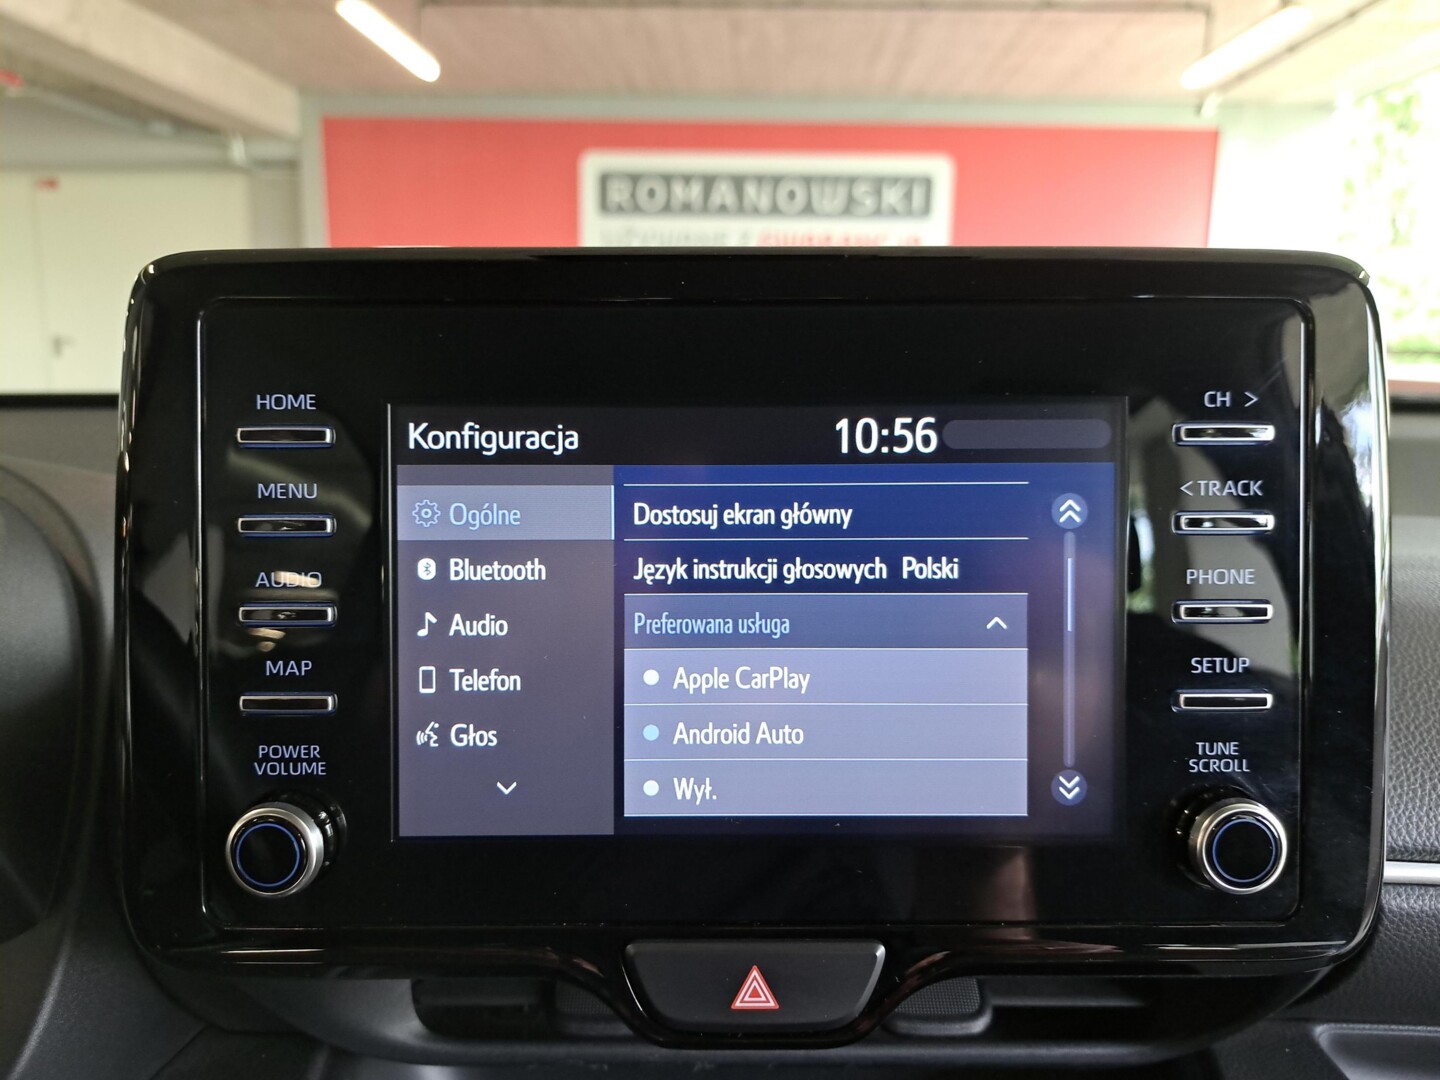 ROMANOWSKI
HOME
MENU
AUDIO
MAP
POWER
VOLUME
Konfiguracja
10:56
Ogólne
Bluetooth
Audio
Telefon
Głos
Dostosuj ekran główny
Język instrukcji głosowych Polski
Preferowana usługa
Apple CarPlay
Android Auto
Wył.
CH >
< TRACK
PHONE
SETUP
TUNE
SCROLL